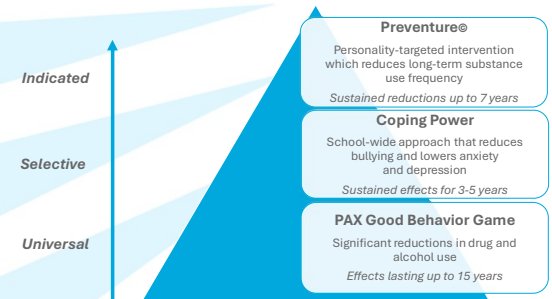 Preventure©
Personality-targeted intervention
which reduces long-term substance
use frequency
Sustained reductions up to 7 years
Indicated
Coping Power
School-wide approach that reduces
bullying and lowers anxiety
and depression
Sustained effects for 3-5 years
Selective
PAX Good Behavior Game
Significant reductions in drug and
alcohol use
Effects lasting up to 15 years
Universal